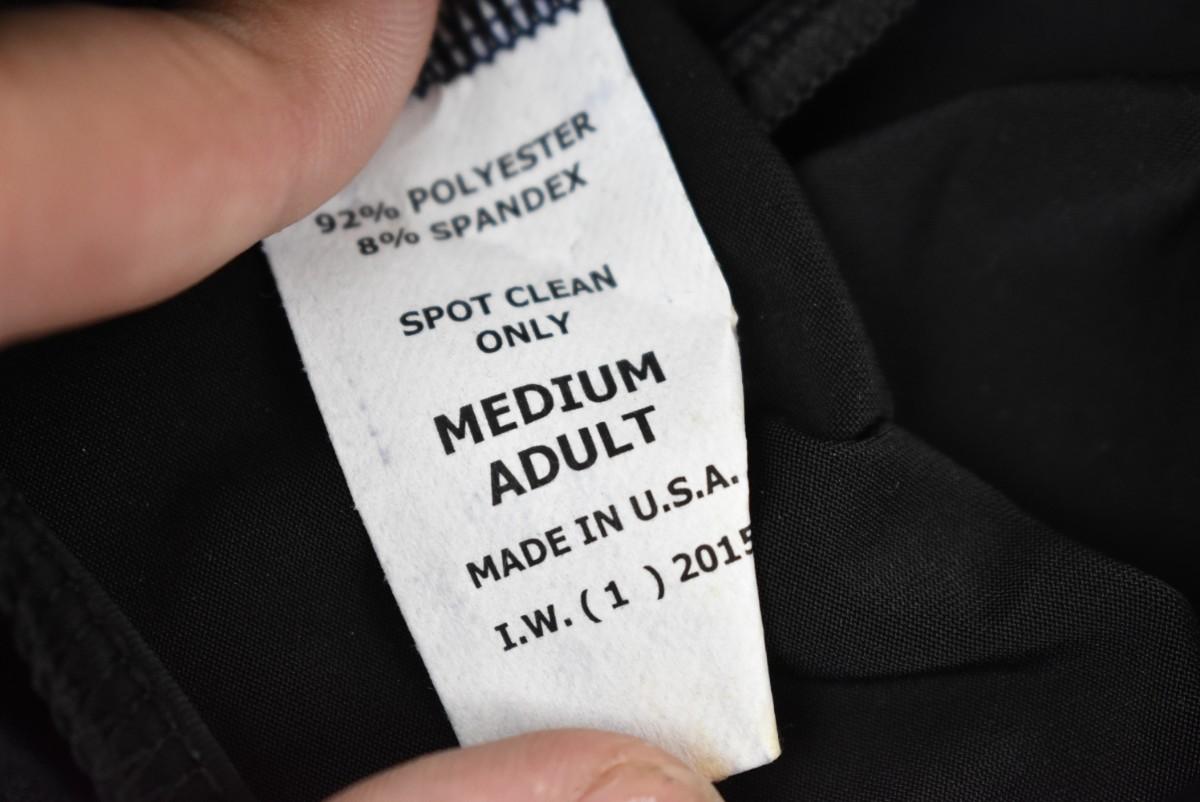 92% POLYESTER
8% SPANDEX
SPOT CLEAN
ONLY
MEDIUM
ADULT
MADE IN U.S.A.
I.W. ( 1 ) 2015